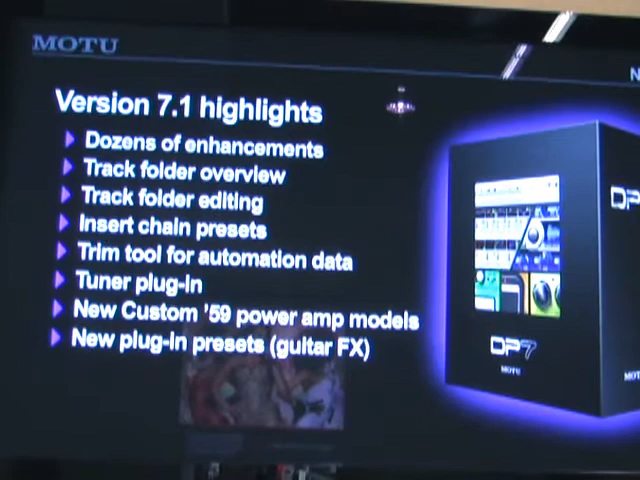 MOTU
N
Version 7.1 highlights
Dozens of enhancements
Track folder overview
Track folder editing
Insert chain presets
Trim tool for automation data
Tuner plug-in
New Custom '59 power amp models
New plug-in presets (guitar FX)
DP7
MOTU
DP
MOT